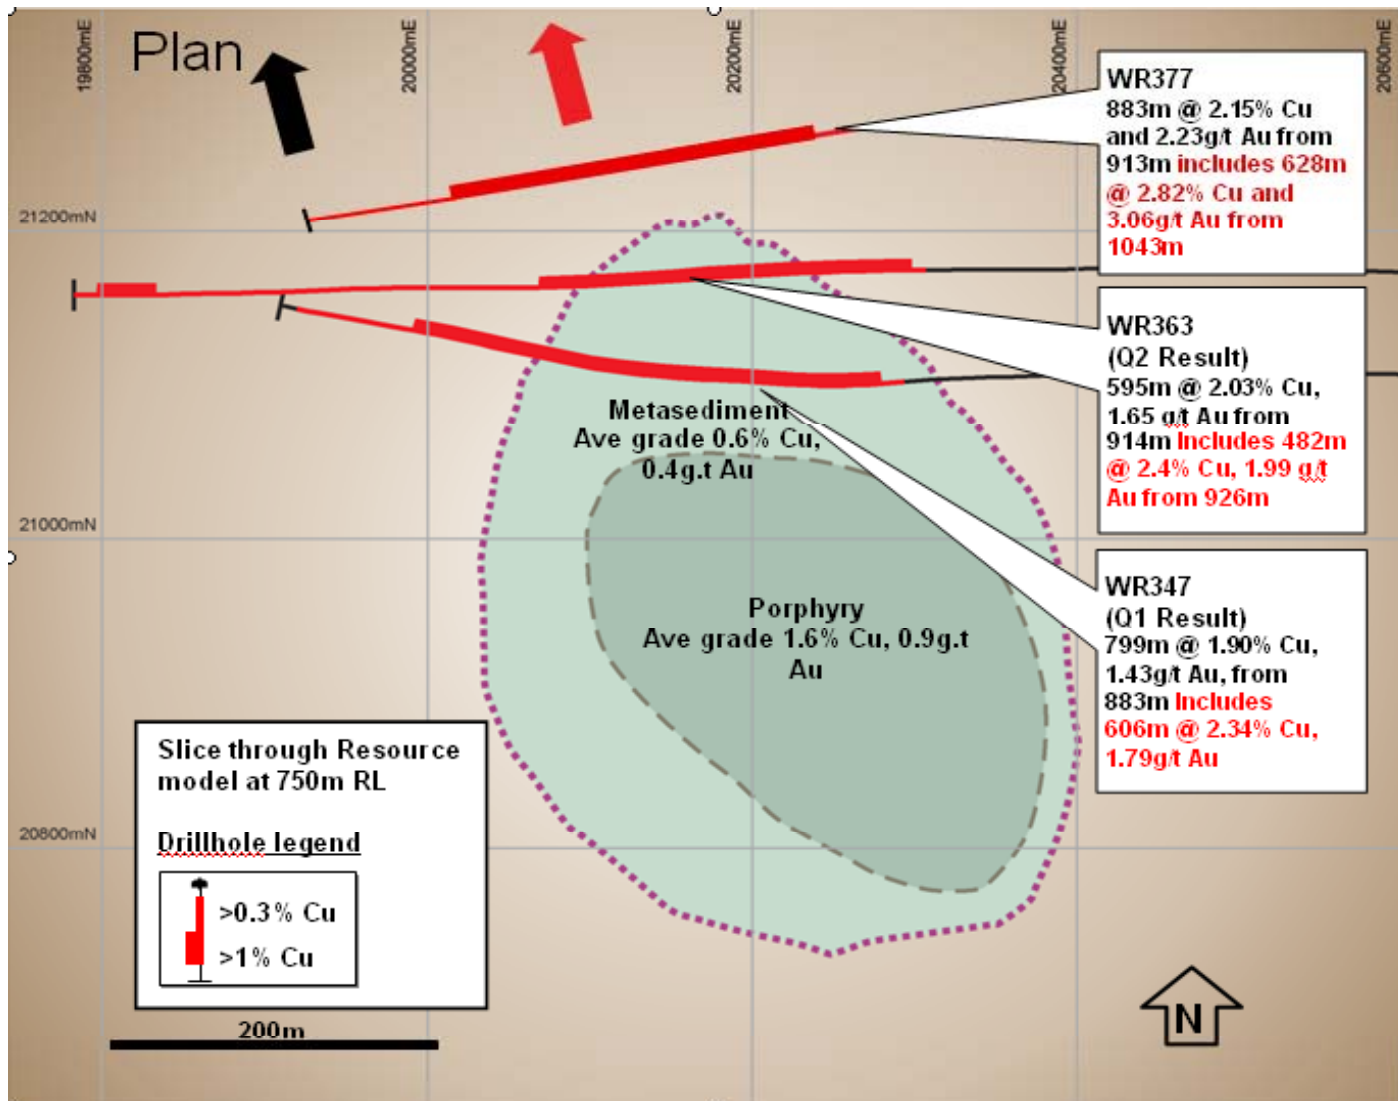 Plan
19800mE
20000mE
20200mE
20400mE
20600mE
WR377
883m @ 2.15% Cu
and 2.23g/t Au from
913m includes 628m
@ 2.82% Cu and
3.06g/t Au from
1043m
21200mN
WR363
(Q2 Result)
595m @ 2.03% Cu,
1.65 g/t Au from
914m Includes 482m
@ 2.4% Cu, 1.99 g/t
Au from 926m
Metasediment
Ave grade 0.6% Cu,
0.4g.t Au
21000mN
WR347
(Q1 Result)
799m @ 1.90% Cu,
1.43g/t Au, from
883m Includes
606m @ 2.34% Cu,
1.79g/t Au
Porphyry
Ave grade 1.6% Cu, 0.9g.t
Au
Slice through Resource
model at 750m RL
20800mN
Drillhole legend
>0.3% Cu
>1% Cu
200m
N